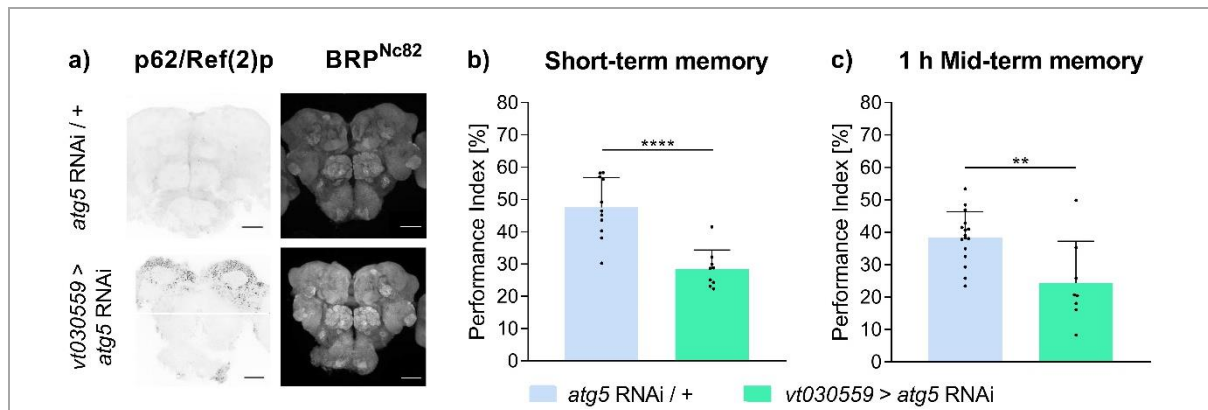 a) p62/Ref(2)p BRPNc82
atg5 RNAi / +
vt030559 >
atg5 RNAi
b) Short-term memory
Performance Index [%]
80
70
60
50
40
30
20
10
0
****
c) 1 h Mid-term memory
Performance Index [%]
80
70
60
50
40
30
20
10
0
**
atg5 RNAi / + vt030559 > atg5 RNAi